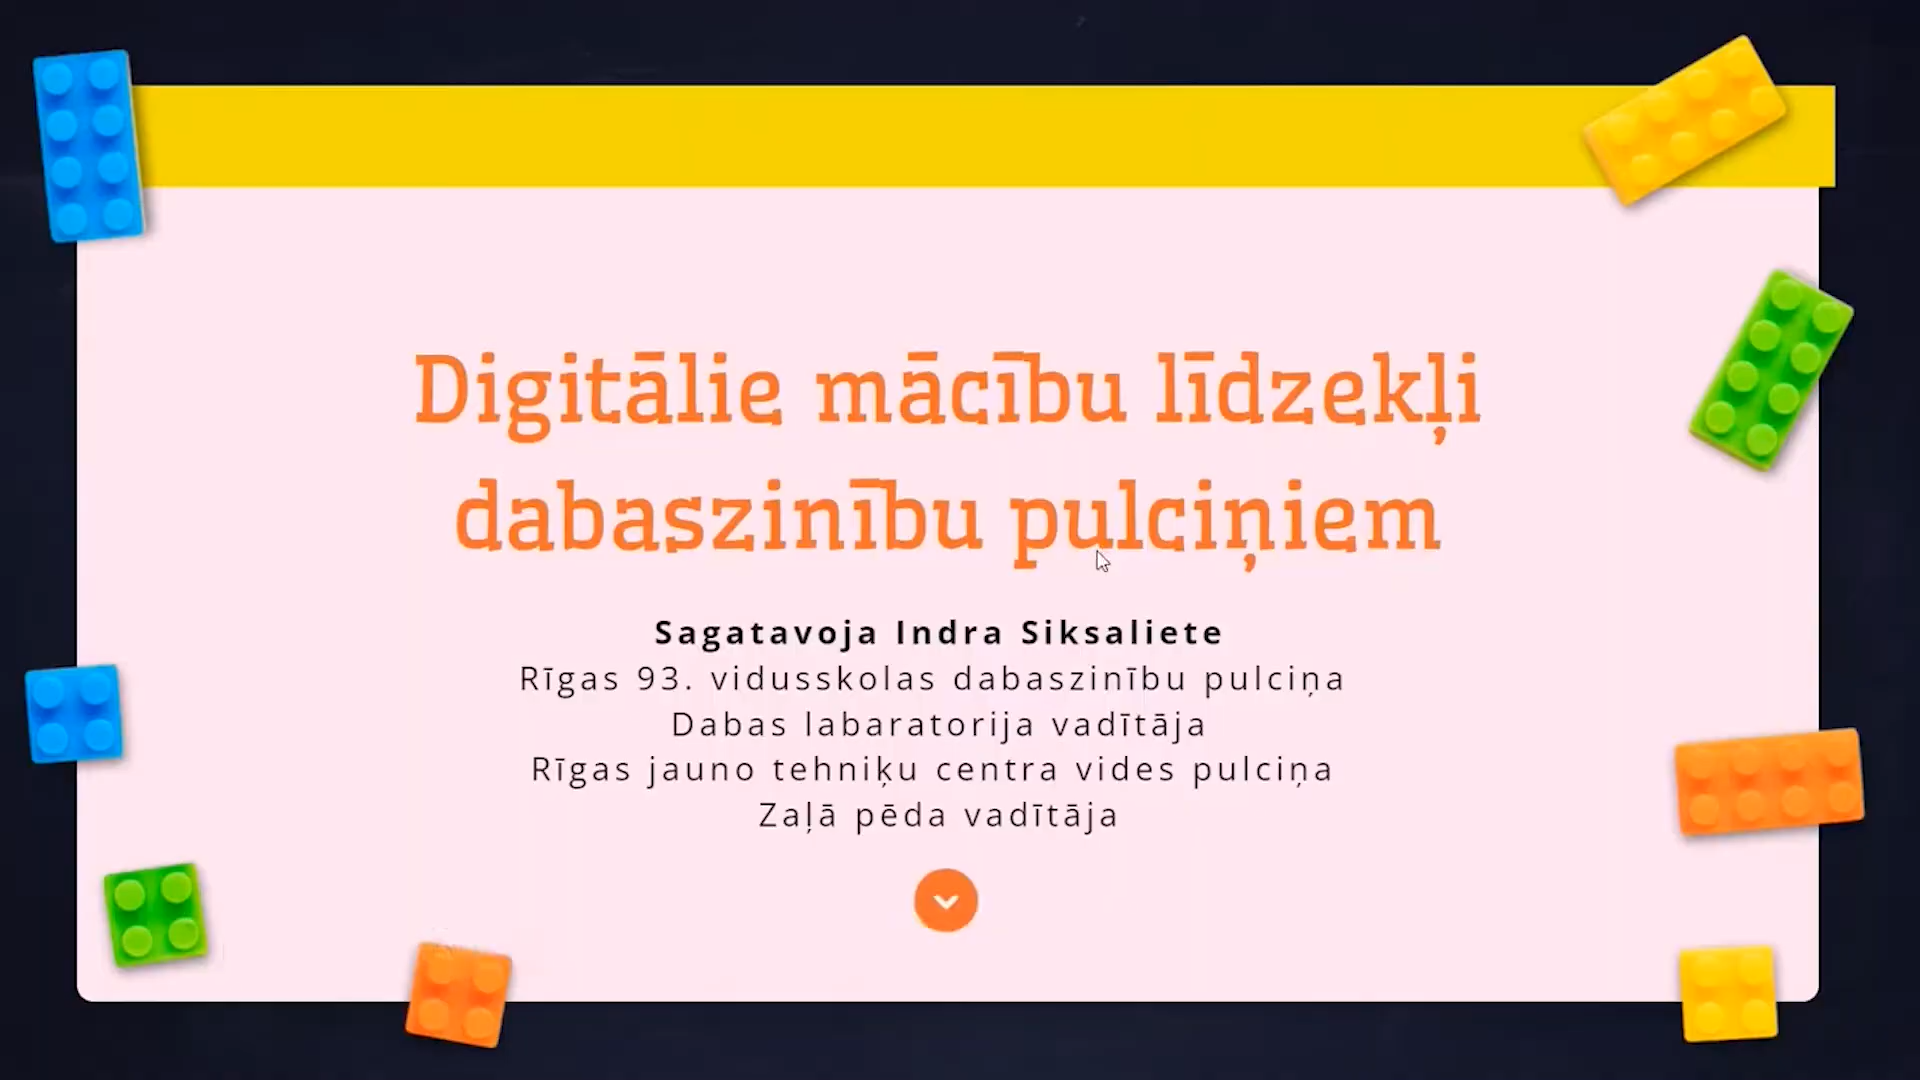 Digitālie mācību līdzekļi
dabaszinību pulciņiem
Sagatavoja Indra Siksaliete
Rīgas 93. vidusskolas dabaszinību pulciņa
Dabas labaratorija vadītāja
Rīgas jauno tehniķu centra vides pulciņa
Zaļā pēda vadītāja